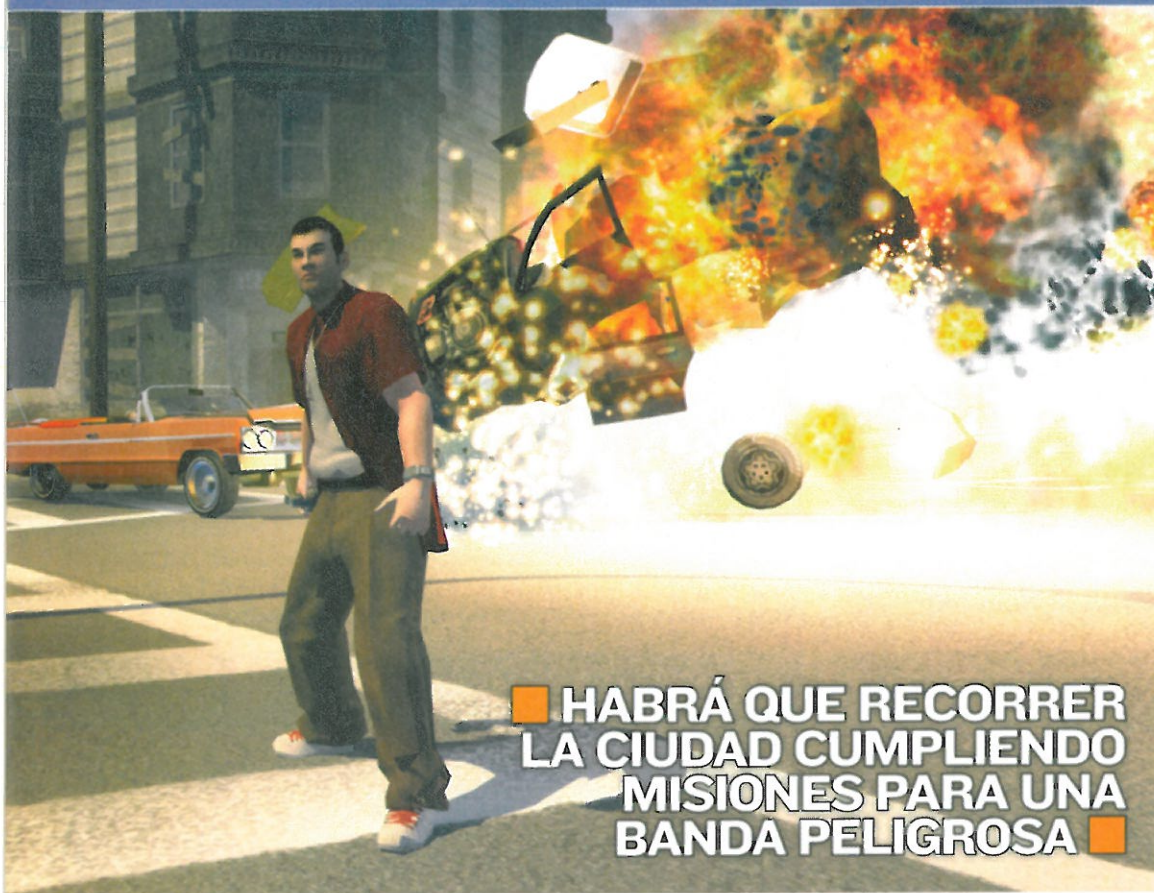 HABRÁ QUE RECORRER
LA CIUDAD CUMPLIENDO
MISIONES PARA UNA
BANDA PELIGROSA